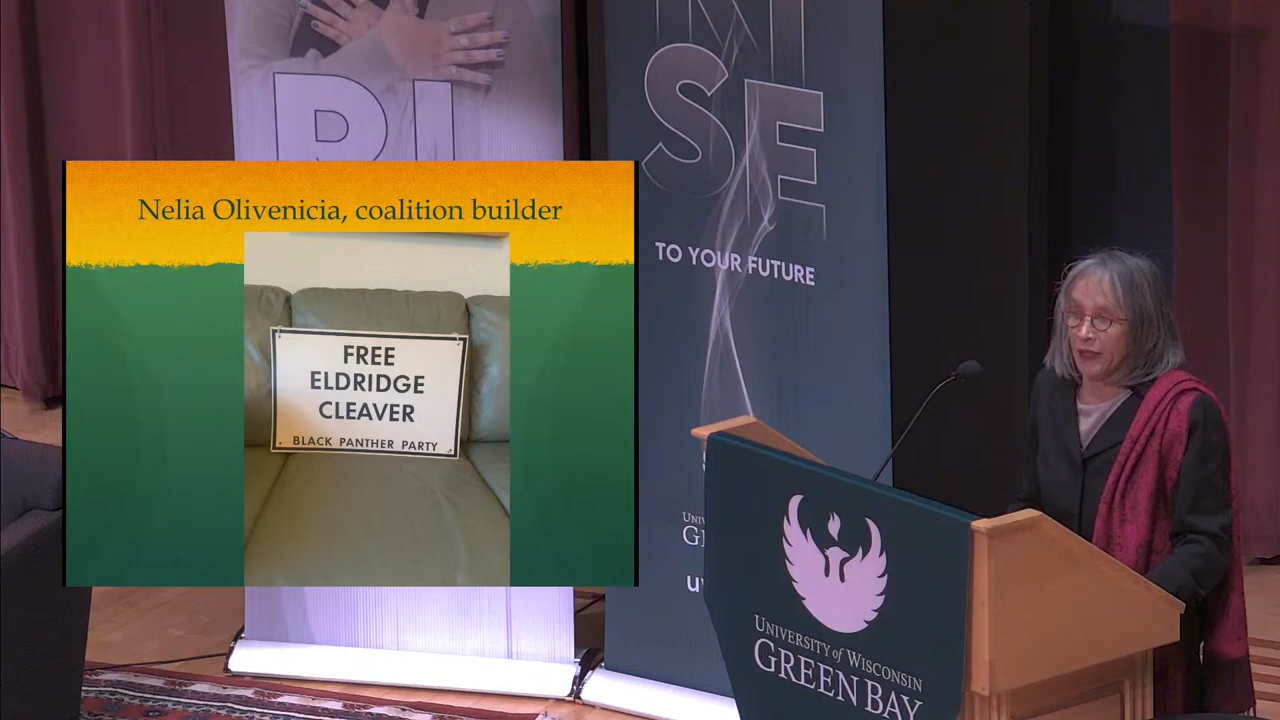 RI
SE
TO YOUR FUTURE
Nelia Olivenicia, coalition builder
FREE
ELDRIDGE
CLEAVER
BLACK PANTHER PARTY
UNIVERSITY of WISCONSIN
GREEN BAY